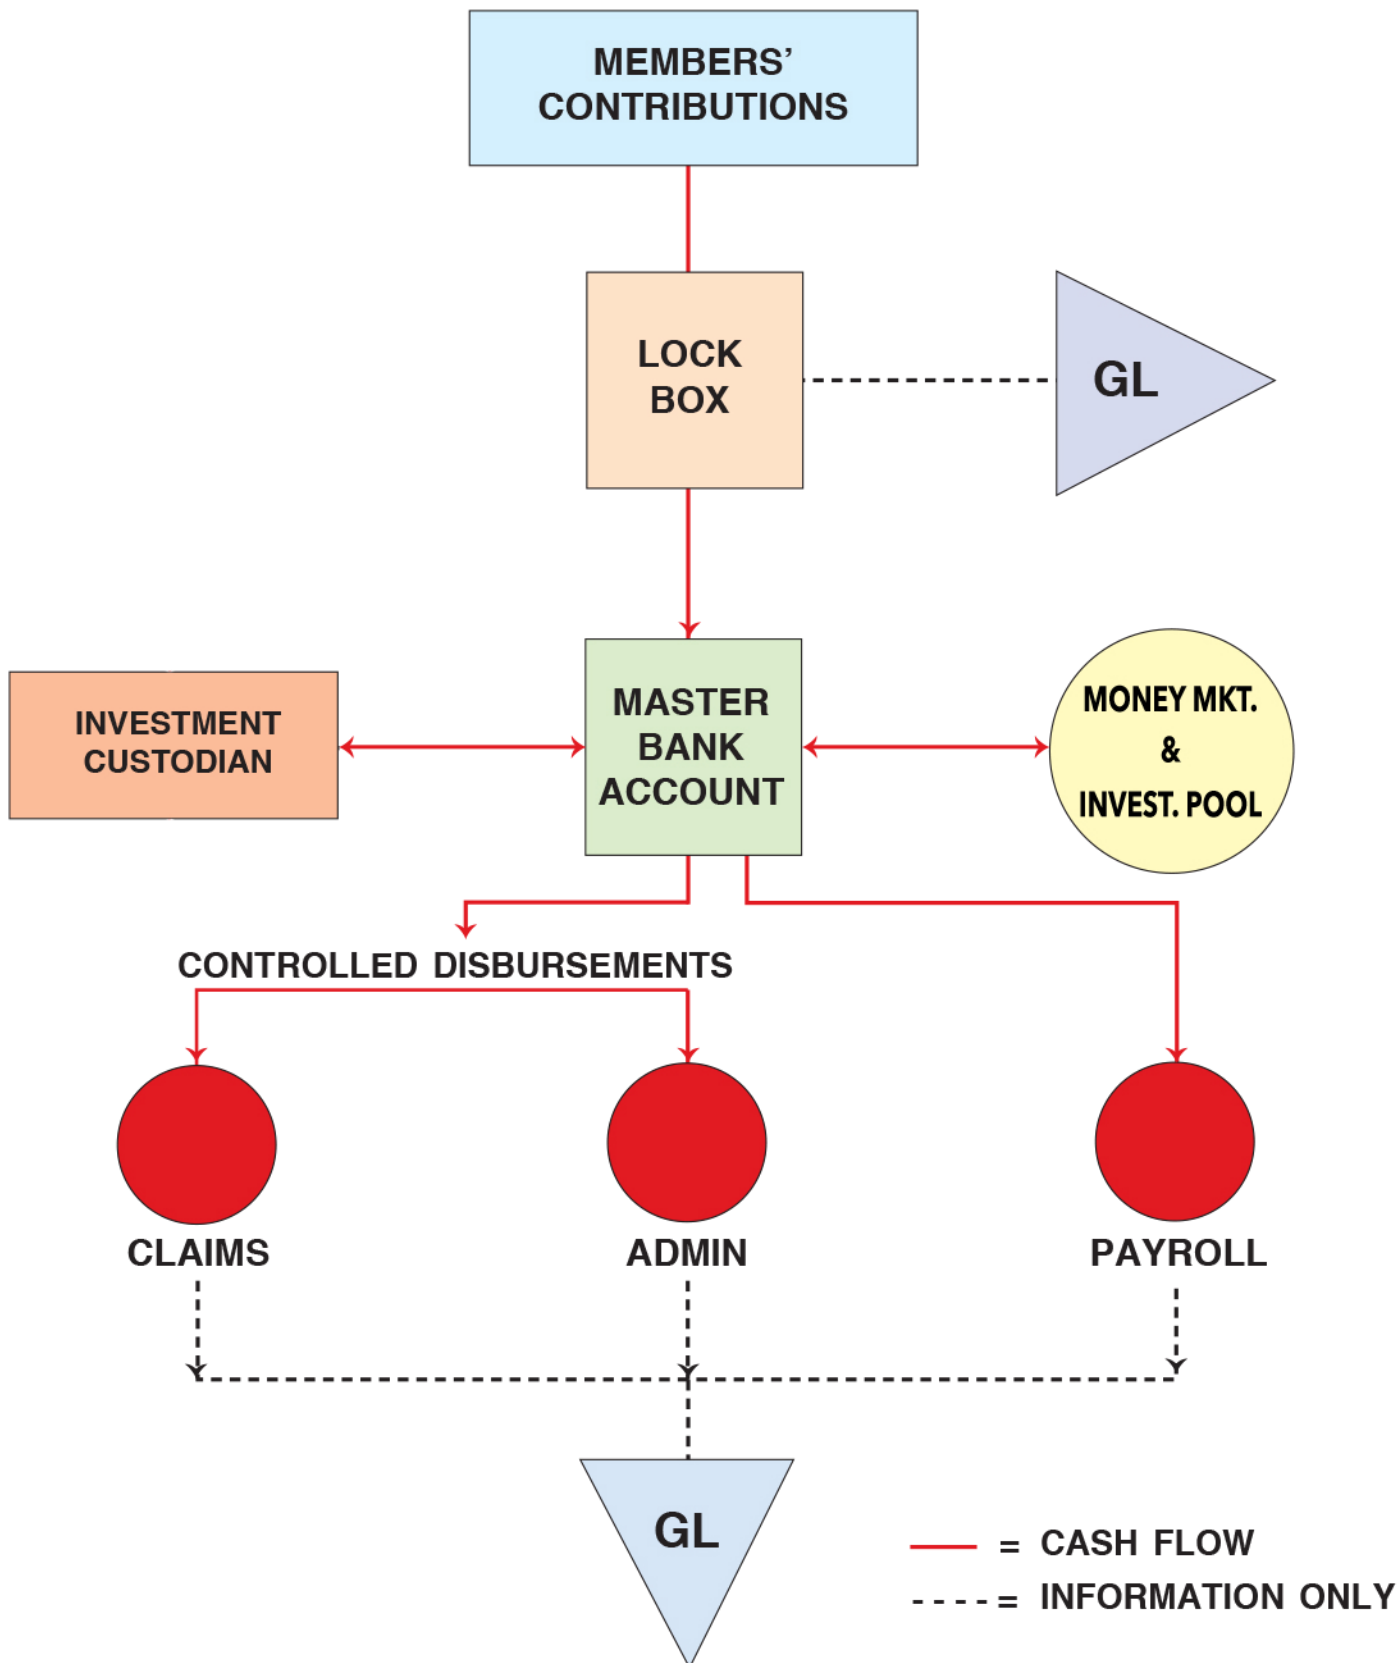 MEMBERS'
CONTRIBUTIONS
LOCK
BOX
GL
INVESTMENT
CUSTODIAN
MASTER
BANK
ACCOUNT
MONEY MKT.
&
INVEST. POOL
CONTROLLED DISBURSEMENTS
CLAIMS
ADMIN
PAYROLL
GL
= CASH FLOW
= INFORMATION ONLY